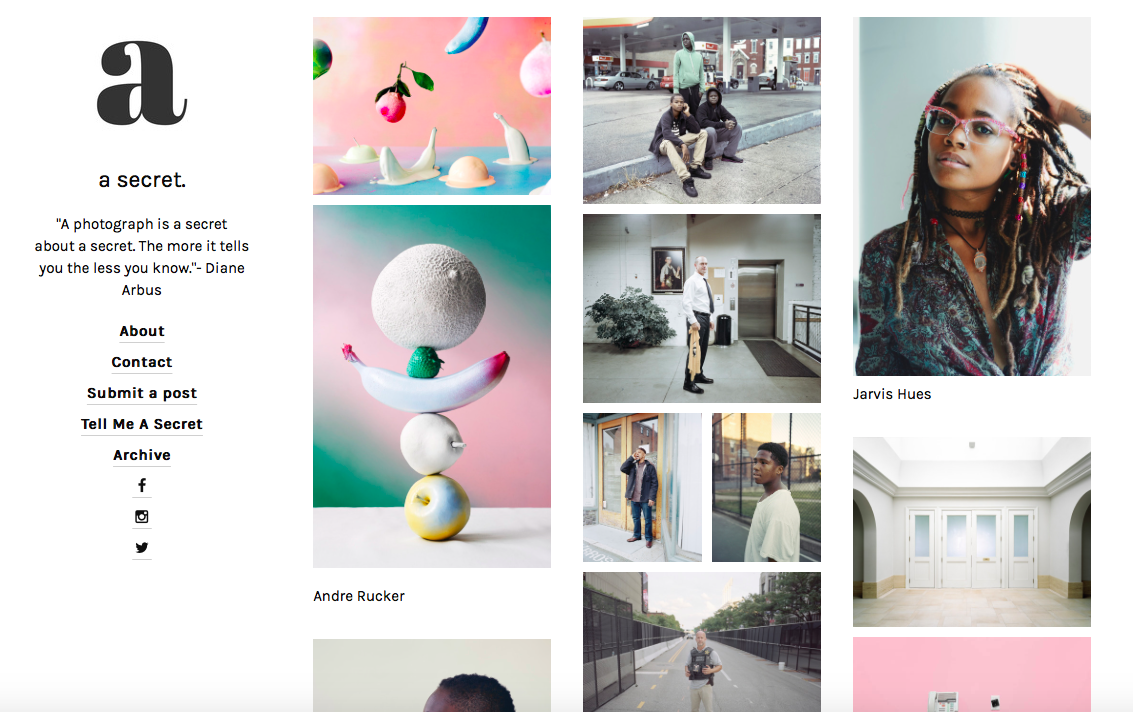 a
a secret.
"A photograph is a secret
about a secret. The more it tells
you the less you know."- Diane
Arbus
About
Contact
Submit a post
Tell Me A Secret
Archive
Andre Rucker
Jarvis Hues